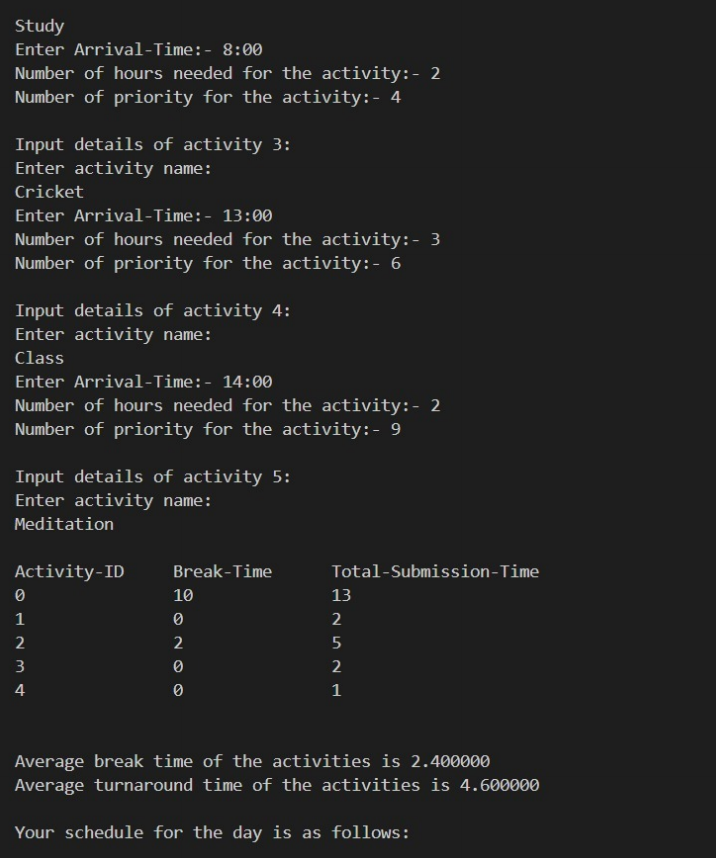 Study
Enter Arrival-Time:- 8:00
Number of hours needed for the activity:- 2
Number of priority for the activity:- 4
Input details of activity 3:
Enter activity name:
Cricket
Enter Arrival-Time:- 13:00
Number of hours needed for the activity:- 3
Number of priority for the activity:- 6
Input details of activity 4:
Enter activity name:
Class
Enter Arrival-Time:- 14:00
Number of hours needed for the activity:- 2
Number of priority for the activity:- 9
Input details of activity 5:
Enter activity name:
Meditation
Activity-ID Break-Time Total-Submission-Time
0 10 13
1 0 2
2 2 5
3 0 2
4 0 1
Average break time of the activities is 2.400000
Average turnaround time of the activities is 4.600000
Your schedule for the day is as follows: